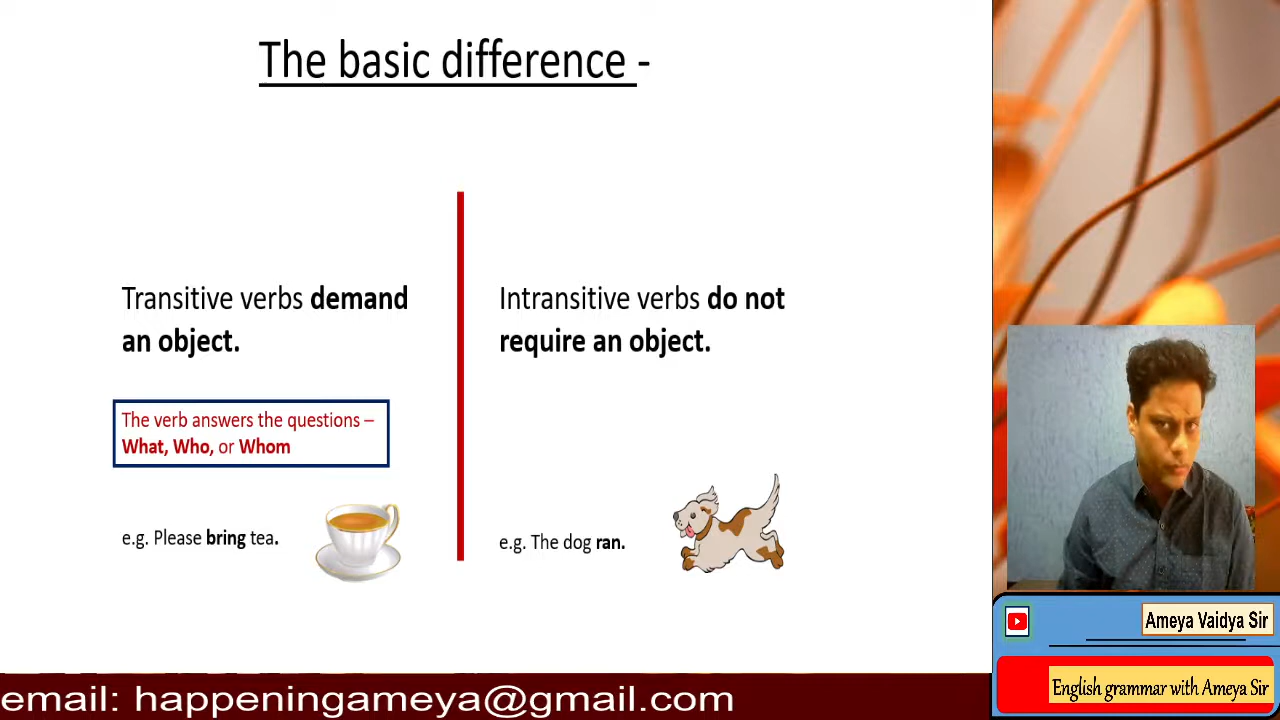 The basic difference -
Transitive verbs demand
an object.
The verb answers the questions –
What, Who, or Whom
e.g. Please bring tea.
Intransitive verbs do not
require an object.
e.g. The dog ran.
Ameya Vaidya Sir
English grammar with Ameya Sir
email: happeningameya@gmail.com